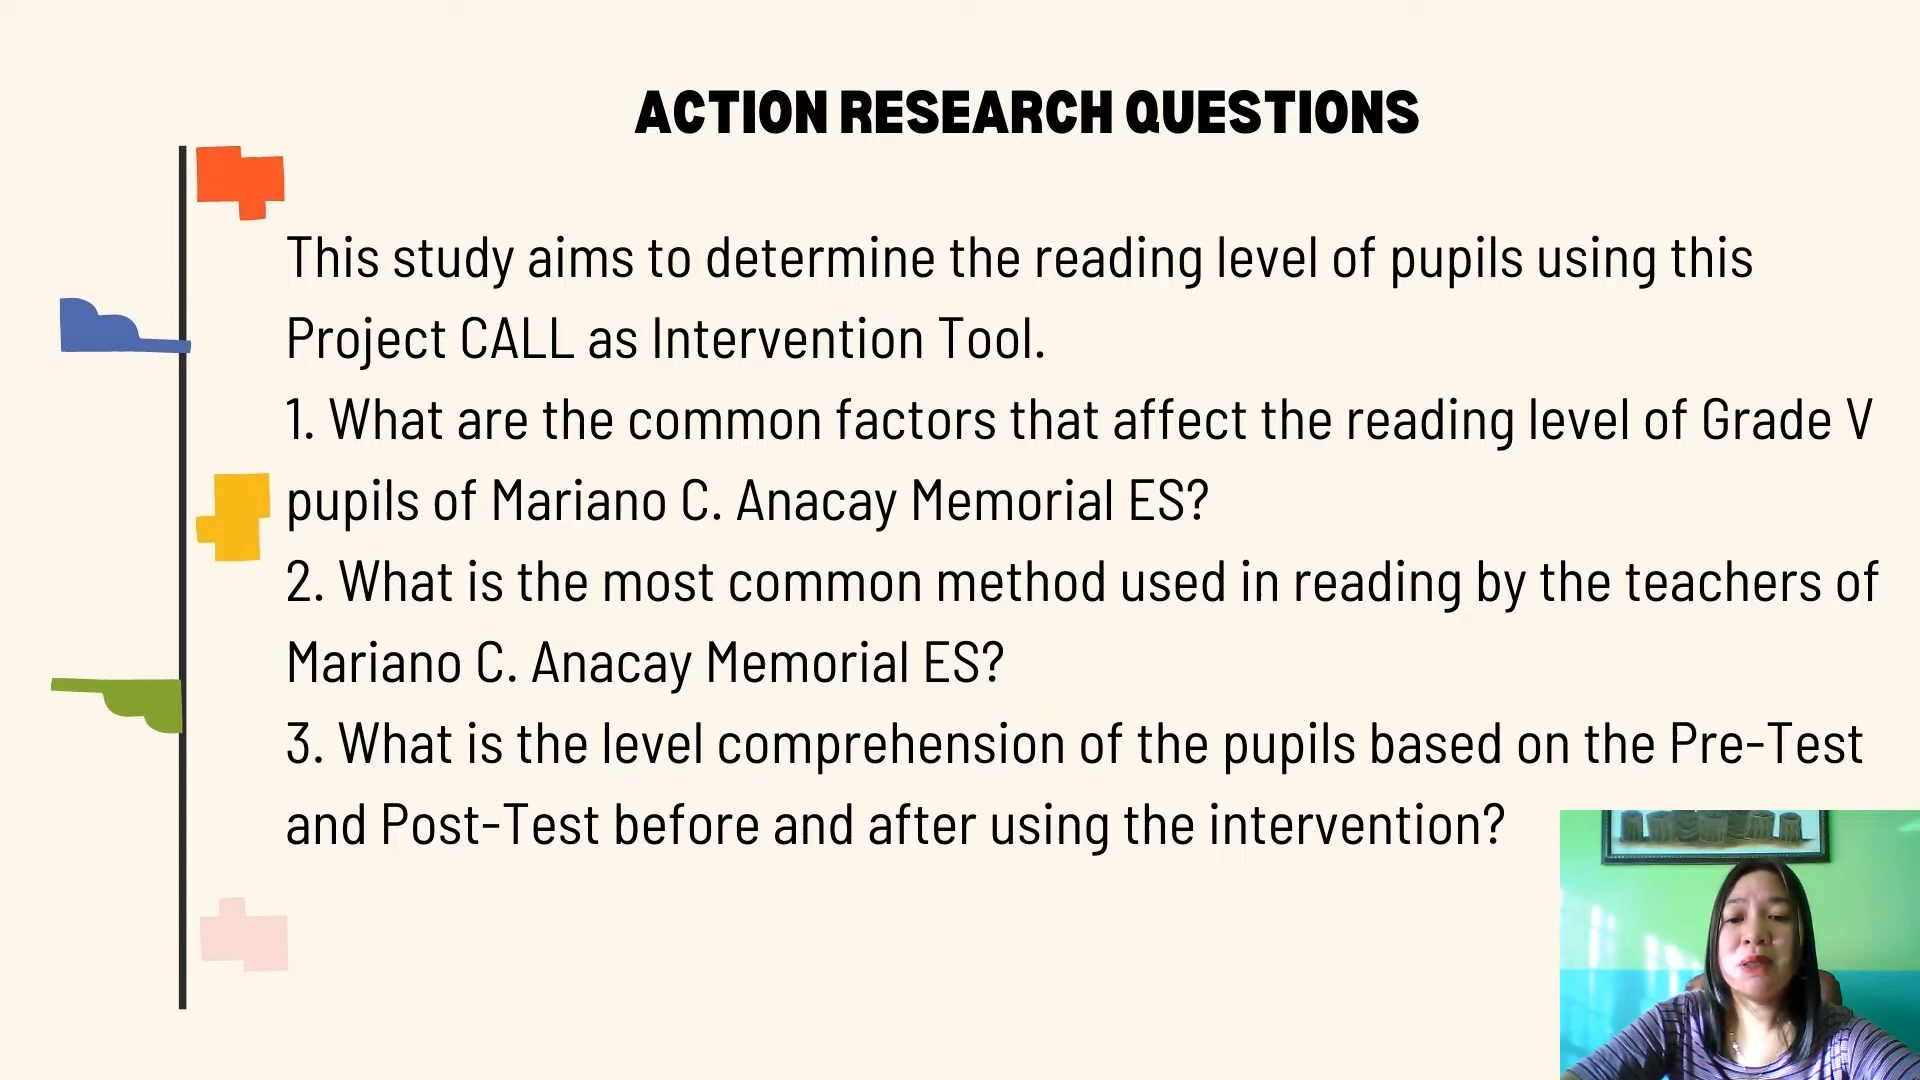 ACTION RESEARCH QUESTIONS
This study aims to determine the reading level of pupils using this
Project CALL as Intervention Tool.
1. What are the common factors that affect the reading level of Grade V
pupils of Mariano C. Anacay Memorial ES?
2. What is the most common method used in reading by the teachers of
Mariano C. Anacay Memorial ES?
3. What is the level comprehension of the pupils based on the Pre-Test
and Post-Test before and after using the intervention?